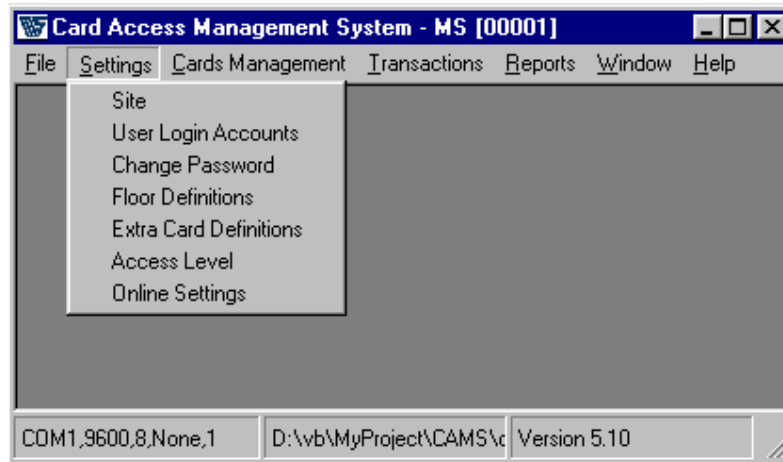 Card Access Management System - MS [00001]
File Settings Cards Management Transactions Reports Window Help
Site
User Login Accounts
Change Password
Floor Definitions
Extra Card Definitions
Access Level
Online Settings
COM1,9600,8,None,1 D:\vb\MyProject\CAMS\c Version 5.10